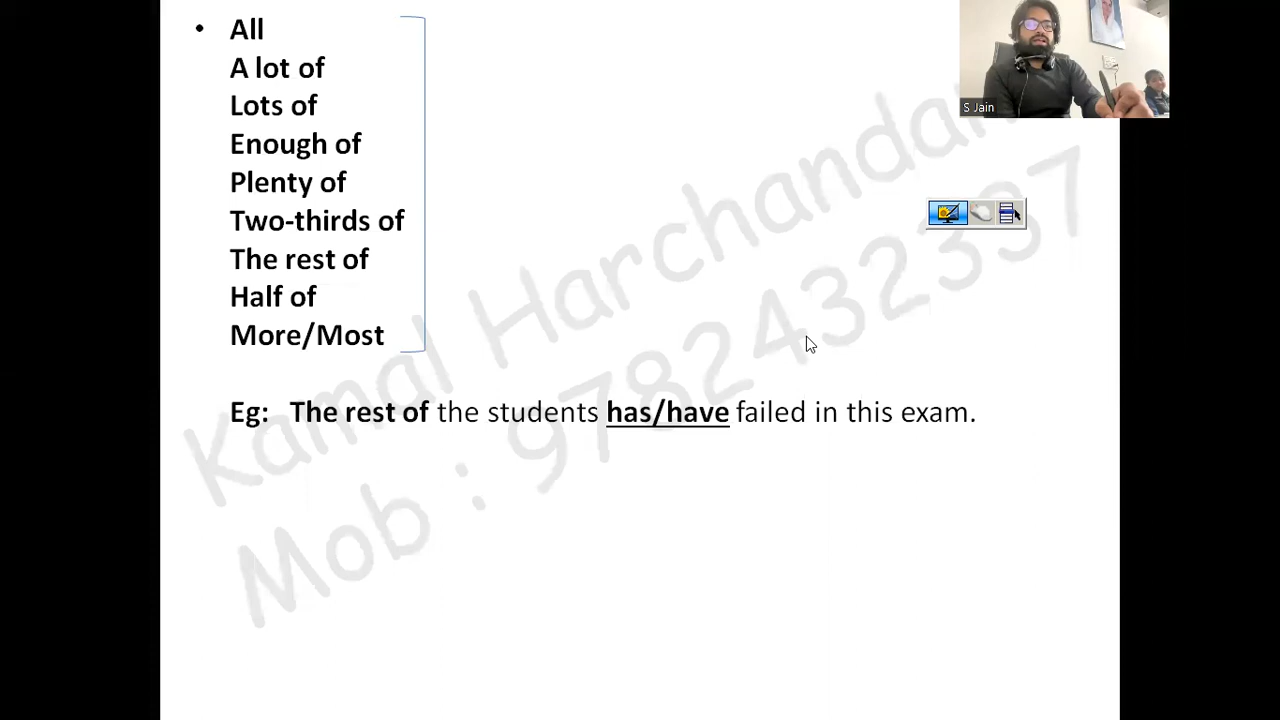 • All
A lot of
Lots of
Enough of
Plenty of
Two-thirds of
The rest of
Half of
More/Most
Eg: The rest of the students has/have failed in this exam.
Kamal Harchandan
Mob : 9782432337
S Jain